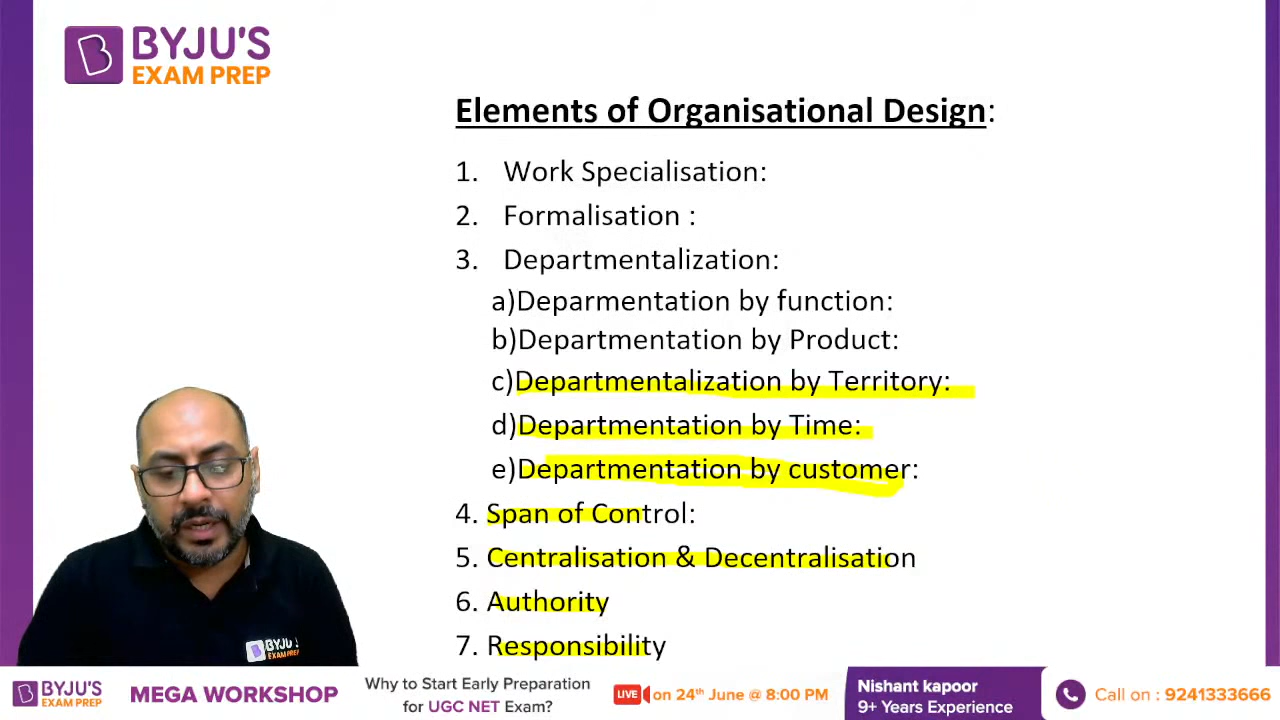 BYJU'S
EXAM PREP
Elements of Organisational Design:
1. Work Specialisation:
2. Formalisation :
3. Departmentalization:
a)Deparmentation by function:
b)Departmentation by Product:
c)Departmentalization by Territory:
d)Departmentation by Time:
e)Departmentation by customer:
4. Span of Control:
5. Centralisation & Decentralisation
6. Authority
7. Responsibility
BYJU'S
EXAM PREP
BYJU'S
EXAM PREP
MEGA WORKSHOP
Why to Start Early Preparation
for UGC NET Exam?
LIVE on 24th June @ 8:00 PM
Nishant kapoor
9+ Years Experience
Call on : 9241333666